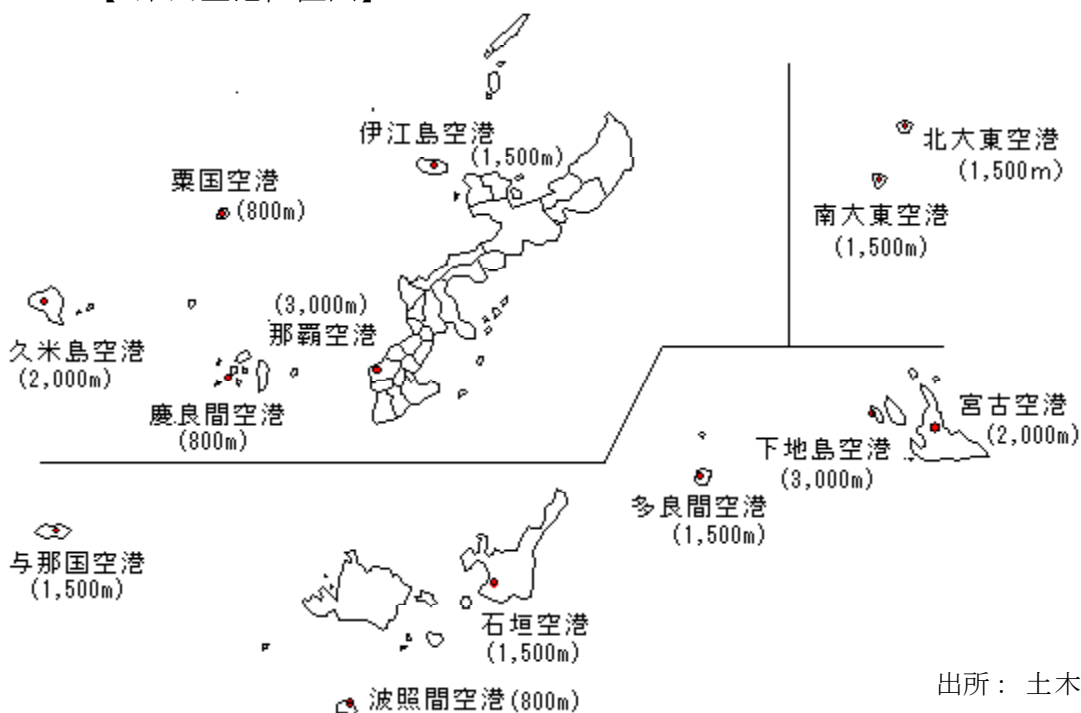 伊江島空港
(1,500m)
粟国空港
(800m)
北大東空港
(1,500m)
南大東空港
(1,500m)
(3,000m)
那覇空港
久米島空港
(2,000m)
慶良間空港
(800m)
宮古空港
(2,000m)
下地島空港
(3,000m)
多良間空港
(1,500m)
与那国空港
(1,500m)
石垣空港
(1,500m)
波照間空港(800m)
出所： 土木